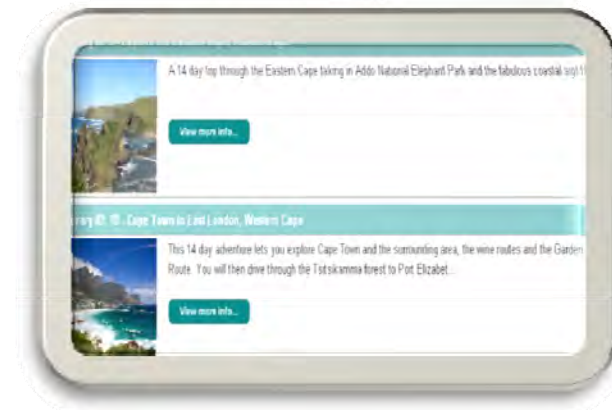 A 14 day trip through the Eastern Cape taking in Addo National Elephant Park and the fabulous coastal
View more info...
10 - Cape Town to East London, Western Cape
This 14 day adventure lets you explore Cape Town and the surrounding area, the wine routes and the Garden
Route. You will then drive through the Tsitsikamma forest to Port Elizabet...
View more info...